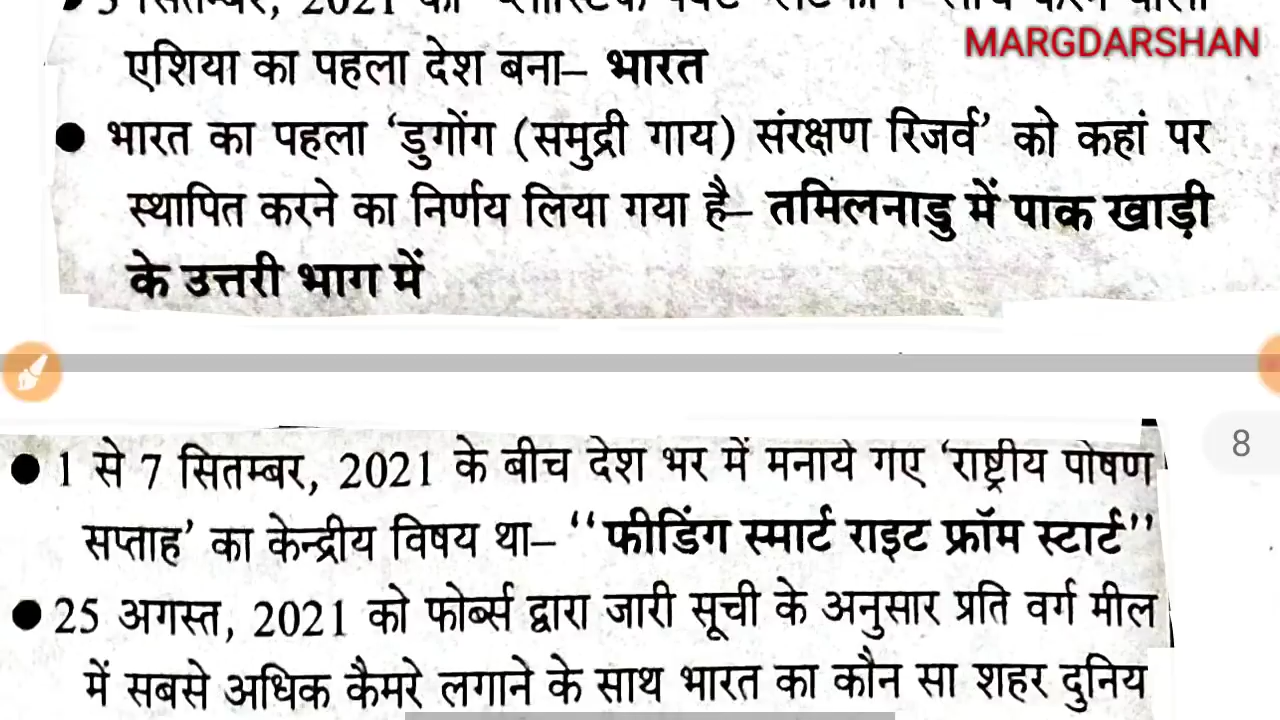 MARGDARSHAN
एशिया का पहला देश बना– भारत
● भारत का पहला ‘डुगोंग (समुद्री गाय) संरक्षण रिजर्व’ को कहां पर
स्थापित करने का निर्णय लिया गया है– तमिलनाडु में पाक खाड़ी
के उत्तरी भाग में
8
● 1 से 7 सितम्बर, 2021 के बीच देश भर में मनाये गए ‘राष्ट्रीय पोषण
सप्ताह’ का केन्द्रीय विषय था– ‘‘फीडिंग स्मार्ट राइट फ्रॉम स्टार्ट’’
● 25 अगस्त, 2021 को फोर्ब्स द्वारा जारी सूची के अनुसार प्रति वर्ग मील
में सबसे अधिक कैमरे लगाने के साथ भारत का कौन सा शहर दुनिय